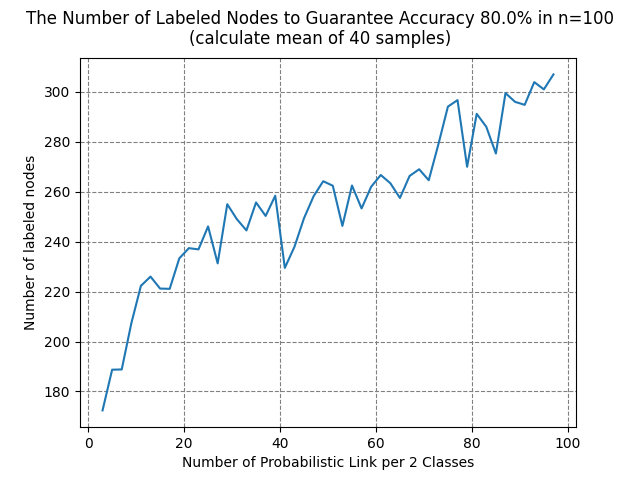 The Number of Labeled Nodes to Guarantee Accuracy 80.0% in n=100
(calculate mean of 40 samples)
Number of labeled nodes
300
280
260
240
220
200
180
0 20 40 60 80 100
Number of Probabilistic Link per 2 Classes